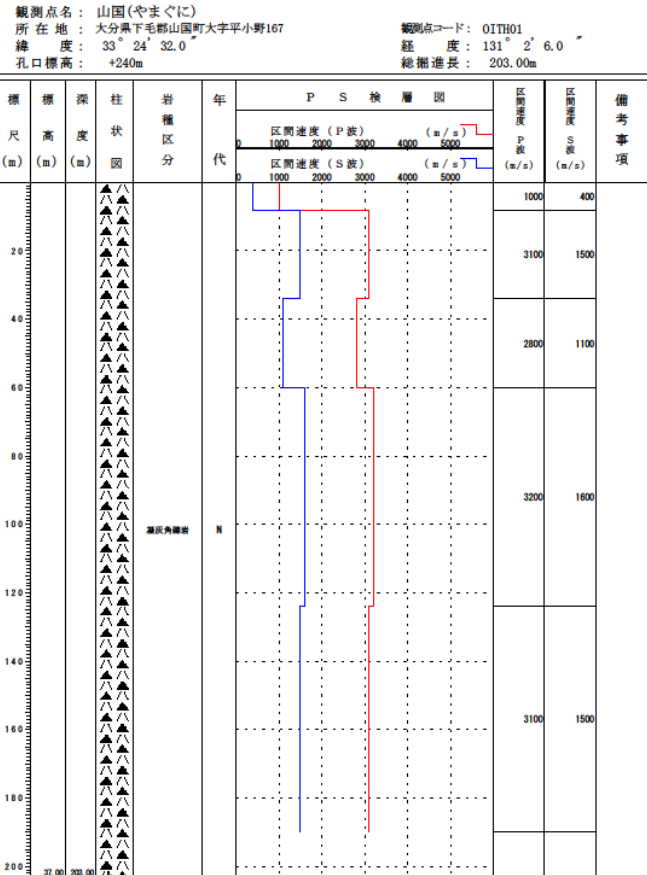 観測点名： 山国(やまぐに)
所在地： 大分県下毛郡山国町大字平小野167 観測点コード： OITH01
緯度： 33° 24' 32.0" 経度： 131° 2' 6.0"
孔口標高： +240m 総掘進長： 203.00m
標尺(m) 標高(m) 深度(m) 柱状図 岩種区分 年代 PS検層図 区間速度 P波 (m/s) 区間速度 S波 (m/s) 備考事項
区間速度（P波） (m/s)
0 1000 2000 3000 4000 5000
区間速度（S波） (m/s)
0 1000 2000 3000 4000 5000
1000 400
20 3100 1500
40
2800 1100
60
80
3200 1600
100 凝灰角礫岩 N
120
140
3100 1500
160
180
200
37.00 203.00